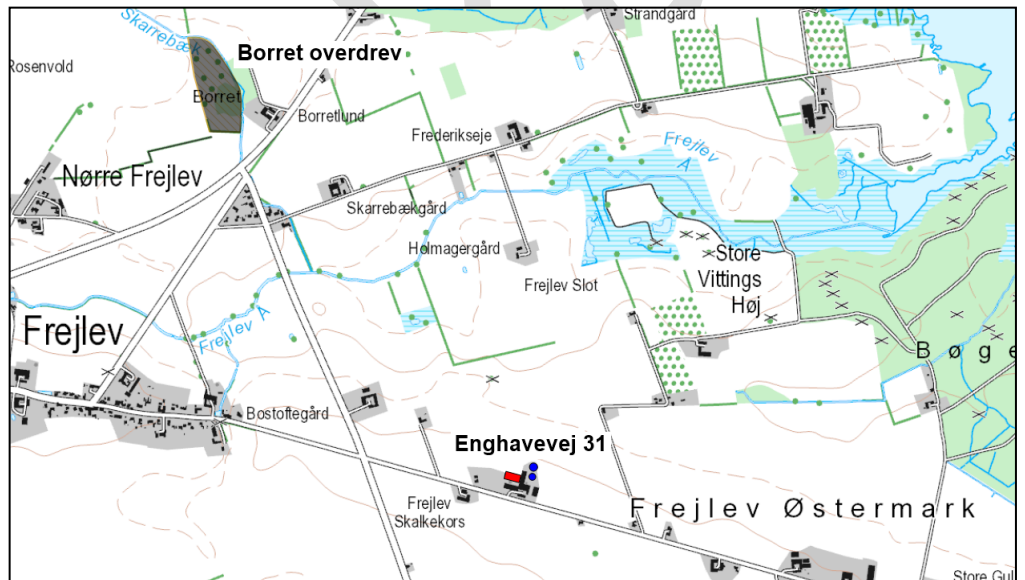 Skarrebæk
Strandgård
Borret overdrev
Rosenvold
Borret
Borretlund
Frederikseje
Frejlev
Å
Nørre Frejlev
Skarrebækgård
Holmagergård
Store
Vittings
Høj
Frejlev Slot
Frejlev
Frejlev Å
Bøge
Bostoftegård
Enghavevej 31
Frejlev
Skalkekors
Frejlev Østermark
Store Gul